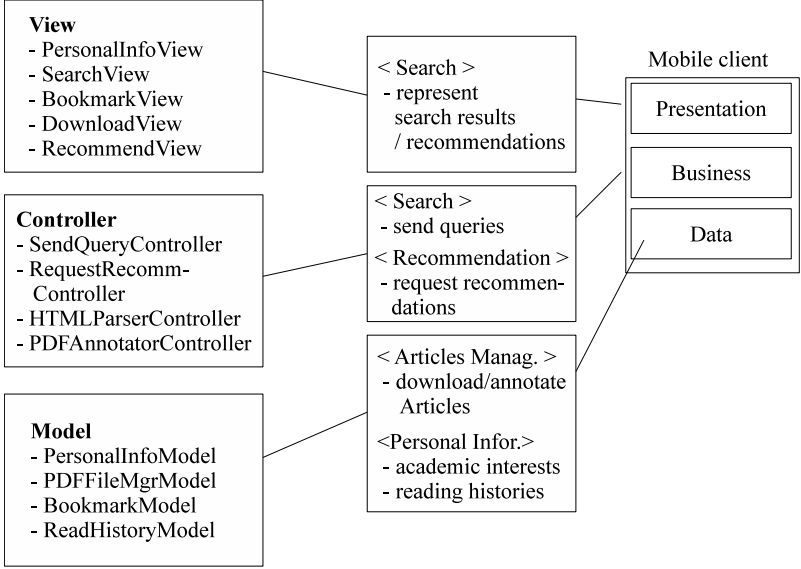 View
- PersonalInfoView
- SearchView
- BookmarkView
- DownloadView
- RecommendView
Controller
- SendQueryController
- RequestRecomm-
Controller
- HTMLParserController
- PDFAnnotatorController
Model
- PersonalInfoModel
- PDFFileMgrModel
- BookmarkModel
- ReadHistoryModel
< Search >
- represent
search results
/ recommendations
< Search >
- send queries
< Recommendation >
- request recommen-
dations
< Articles Manag. >
- download/annotate
Articles
<Personal Infor.>
- academic interests
- reading histories
Mobile client
Presentation
Business
Data